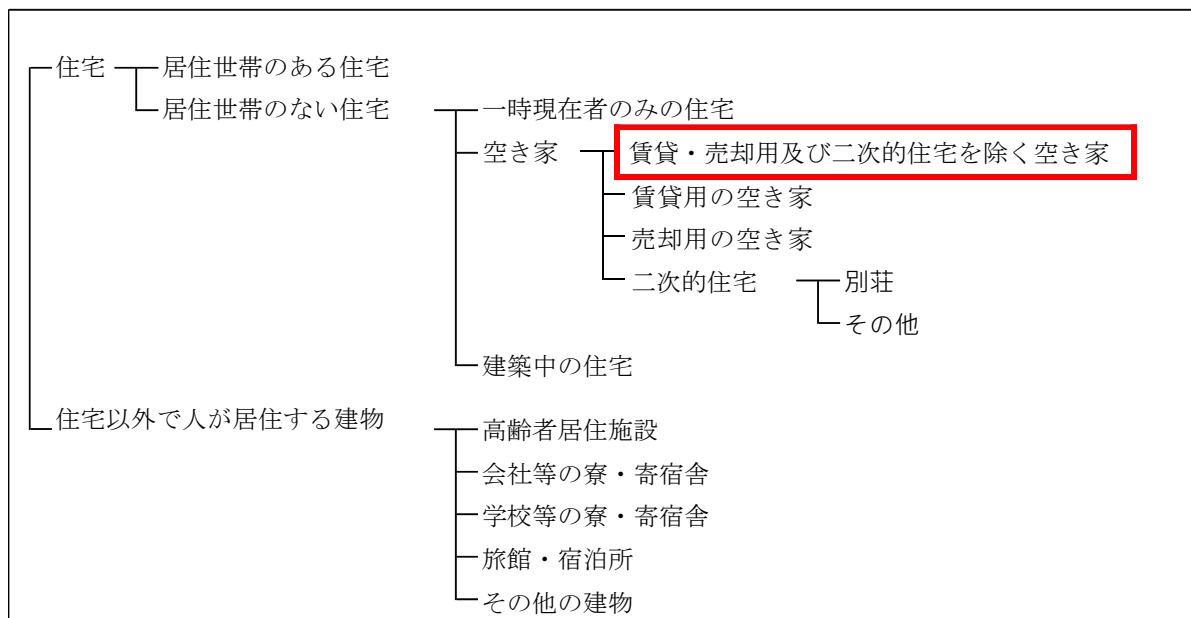 住宅 居住世帯のある住宅
居住世帯のない住宅 一時現在者のみの住宅
空き家 賃貸・売却用及び二次的住宅を除く空き家
賃貸用の空き家
売却用の空き家
二次的住宅 別荘
その他
建築中の住宅
住宅以外で人が居住する建物 高齢者居住施設
会社等の寮・寄宿舎
学校等の寮・寄宿舎
旅館・宿泊所
その他の建物